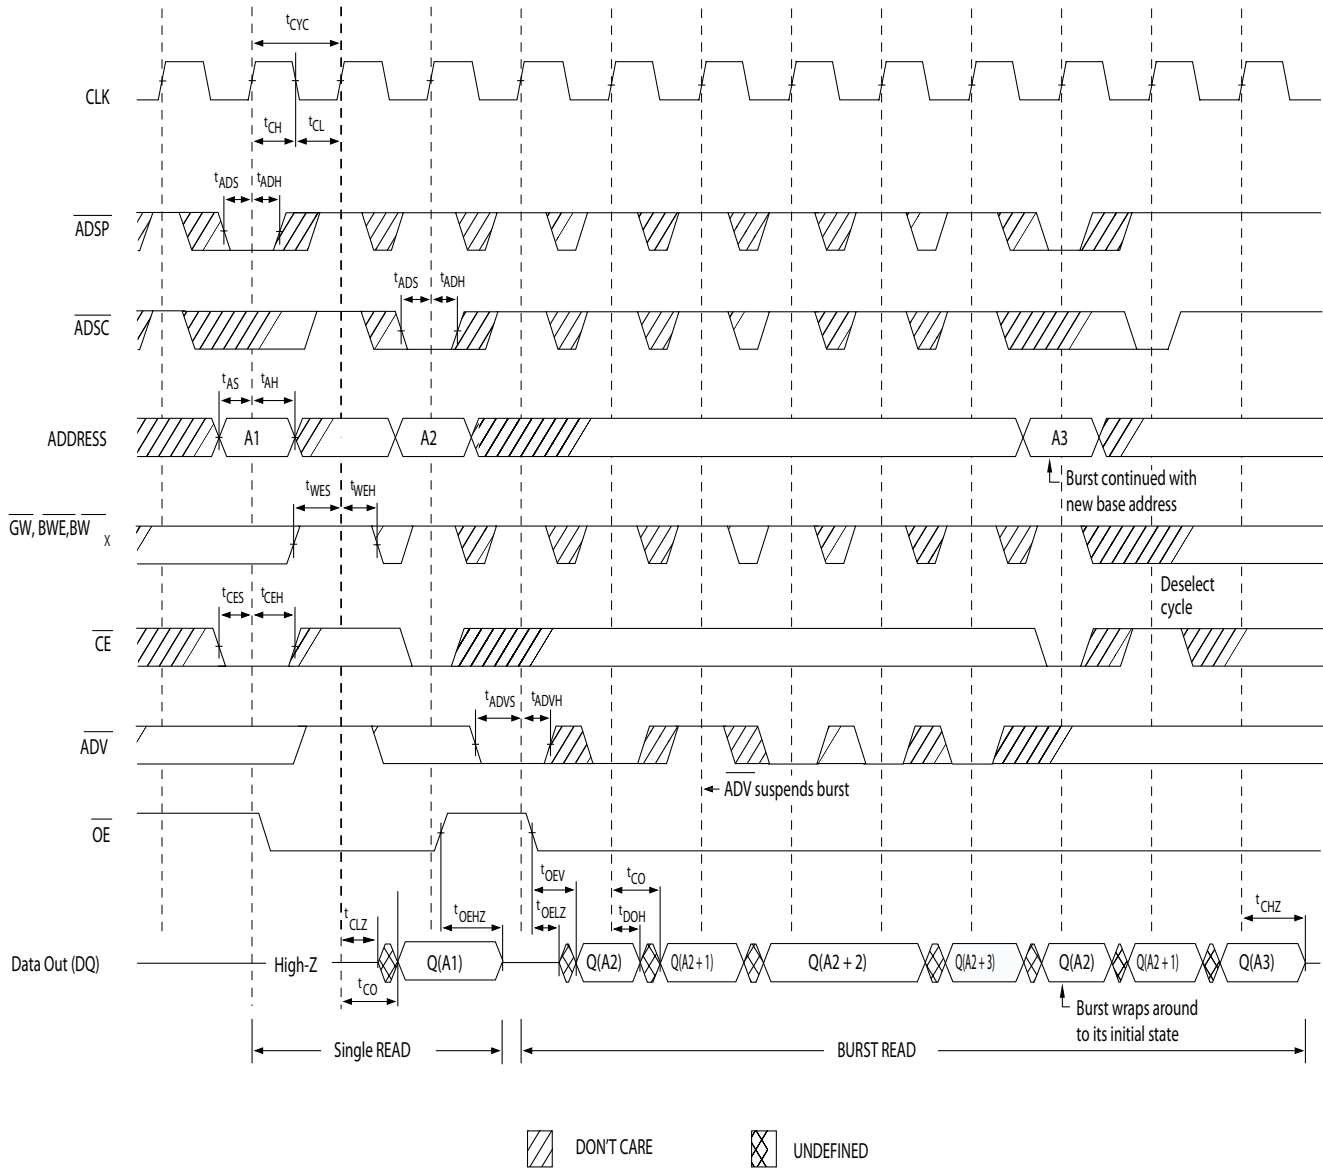 tCYC
CLK
tCH tCL
tADS tADH
ADSP
tADS tADH
ADSC
tAS tAH
ADDRESS A1 A2 A3
Burst continued with
new base address
tWES tWEH
GW, BWE,BW X
Deselect
cycle
tCES tCEH
CE
tADVS tADVH
ADV
ADV suspends burst
OE
tOEV tCO
tCLZ tOEHZ tOELZ tDOH tCHZ
Data Out (DQ) High-Z Q(A1) Q(A2) Q(A2 + 1) Q(A2 + 2) Q(A2 + 3) Q(A2) Q(A2 + 1) Q(A3)
tCO
Burst wraps around
to its initial state
Single READ BURST READ
DON'T CARE UNDEFINED